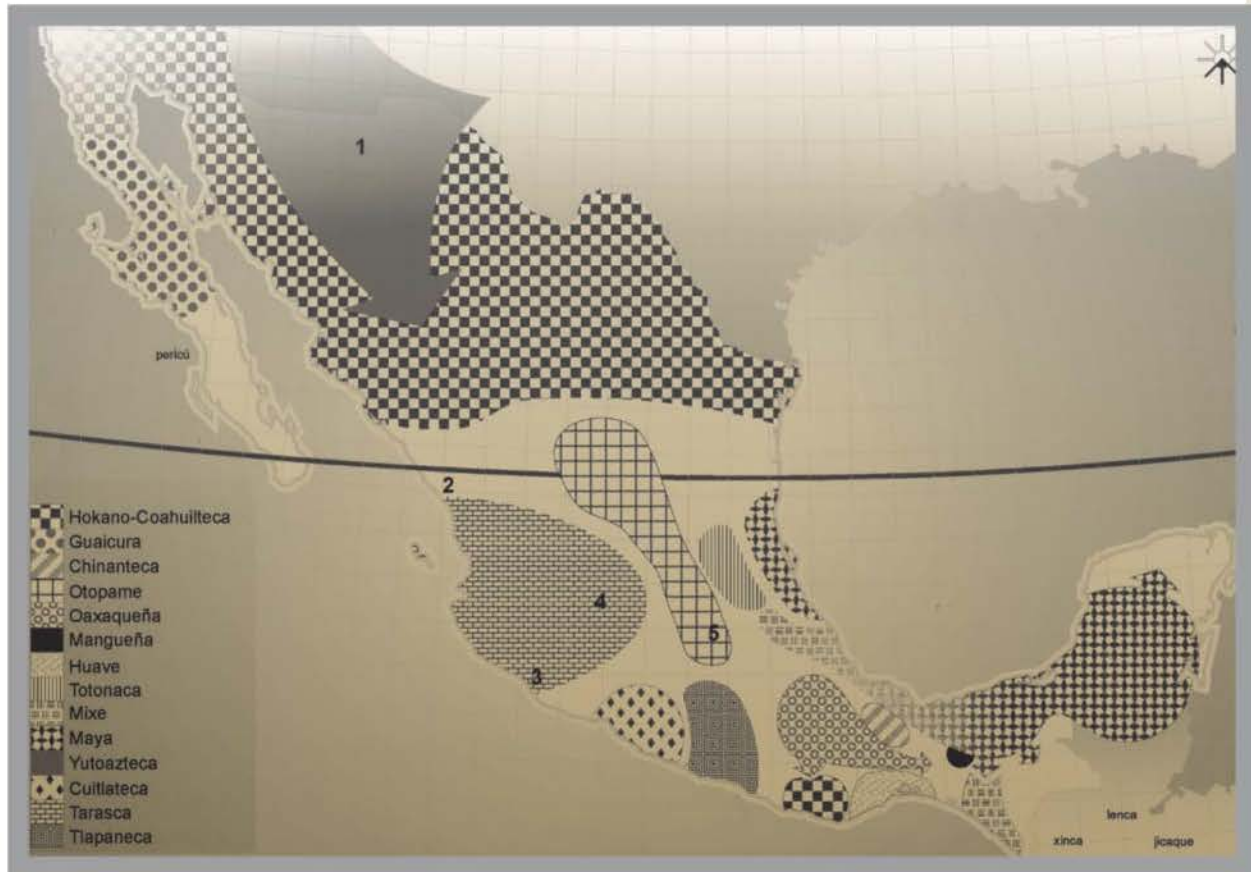 1
pericú
2
Hokano-Coahuilteca
Guaicura
Chinanteca
Otopame
Oaxaqueña
Mangueña
Huave
Totonaca
Mixe
Maya
Yutoazteca
Cuitlateca
Tarasca
Tlapaneca
4
5
3
lenca
xinca jicaque